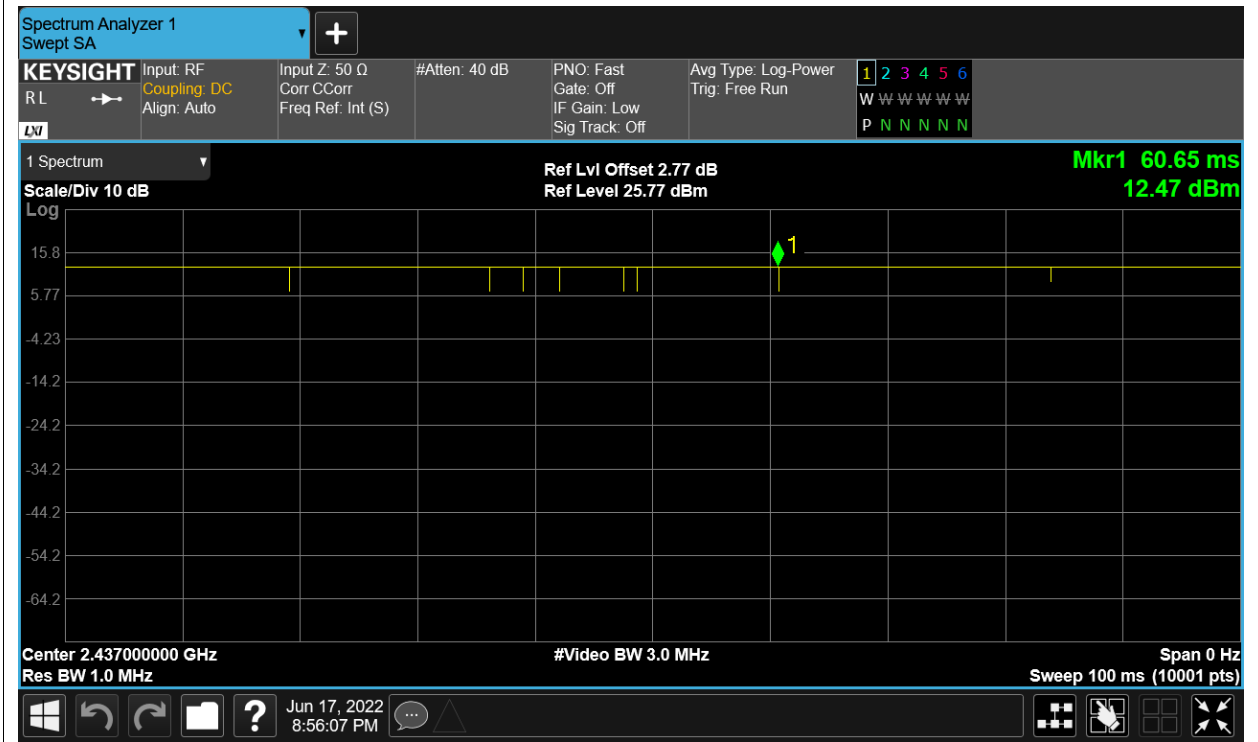 Spectrum Analyzer 1
Swept SA
KEYSIGHT
R L
LXI
Input: RF
Coupling: DC
Align: Auto
Input Z: 50 Ω
Corr CCorr
Freq Ref: Int (S)
#Atten: 40 dB
PNO: Fast
Gate: Off
IF Gain: Low
Sig Track: Off
Avg Type: Log-Power
Trig: Free Run
1 2 3 4 5 6
W W W W W W
P N N N N N
1 Spectrum
Scale/Div 10 dB
Log
Ref Lvl Offset 2.77 dB
Ref Level 25.77 dBm
Mkr1 60.65 ms
12.47 dBm
1
15.8
5.77
-4.23
-14.2
-24.2
-34.2
-44.2
-54.2
-64.2
Center 2.437000000 GHz
#Video BW 3.0 MHz
Span 0 Hz
Res BW 1.0 MHz
Sweep 100 ms (10001 pts)
Jun 17, 2022
8:56:07 PM